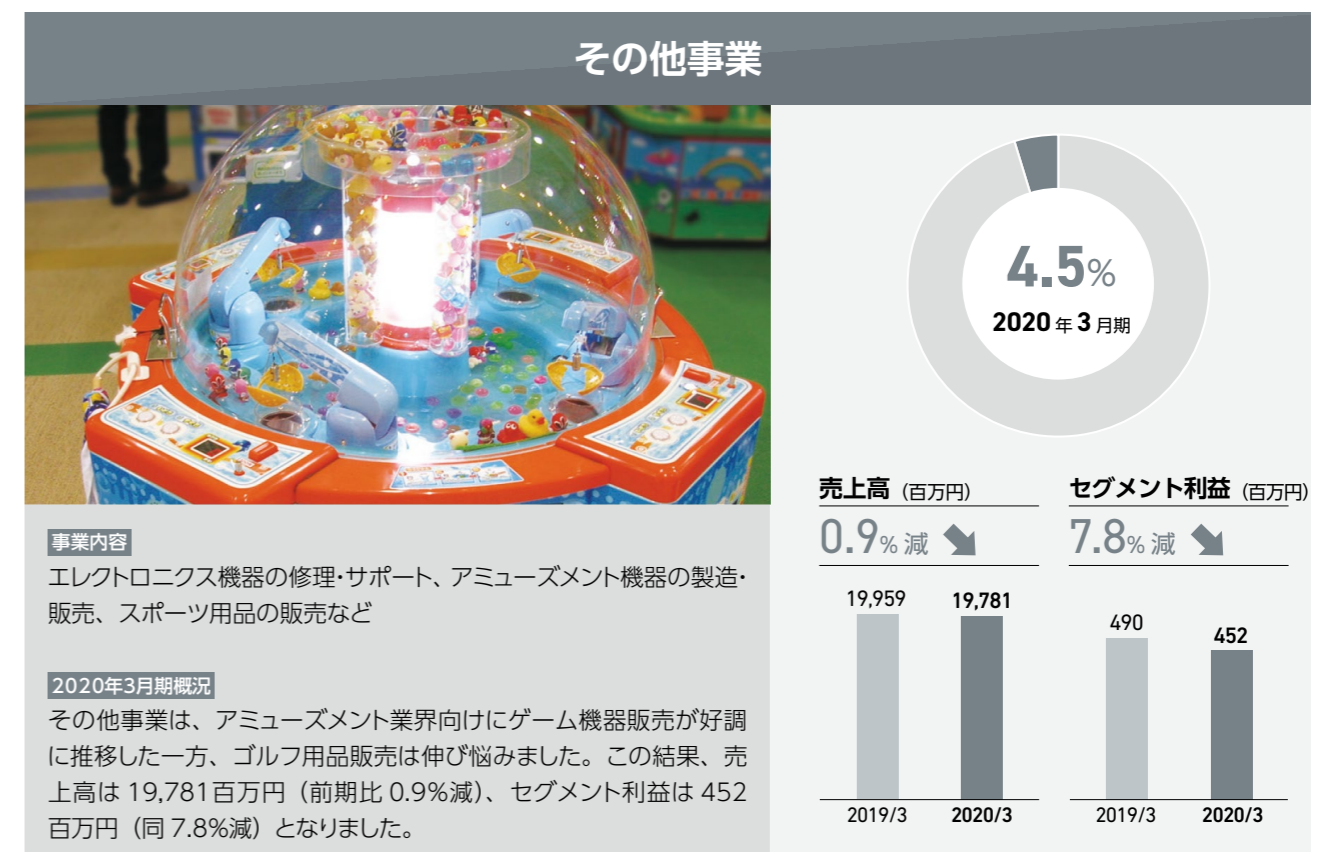 その他事業
事業内容
エレクトロニクス機器の修理・サポート、アミューズメント機器の製造・
販売、スポーツ用品の販売など
2020年3月期概況
その他事業は、アミューズメント業界向けにゲーム機器販売が好調
に推移した一方、ゴルフ用品販売は伸び悩みました。この結果、売
上高は 19,781百万円（前期比 0.9%減）、セグメント利益は 452
百万円（同 7.8%減）となりました。
4.5%
2020 年 3 月期
売上高（百万円）
0.9% 減
19,959
19,781
2019/3
2020/3
セグメント利益（百万円）
7.8% 減
490
452
2019/3
2020/3